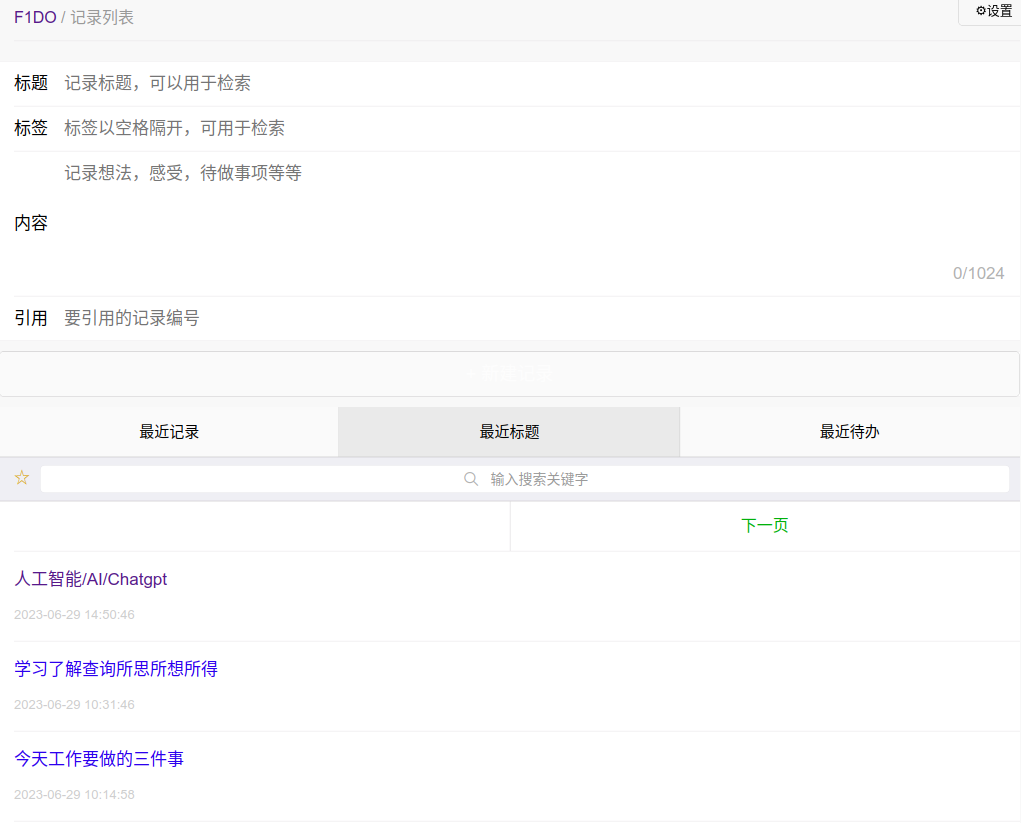 F1DO / 记录列表
⚙设置
标题 记录标题，可以用于检索
标签 标签以空格隔开，可用于检索
记录想法，感受，待做事项等等
内容
0/1024
引用 要引用的记录编号
最近记录 最近标题 最近待办
☆ 输入搜索关键字
下一页
人工智能/AI/Chatgpt
2023-06-29 14:50:46
学习了解查询所思所想所得
2023-06-29 10:31:46
今天工作要做的三件事
2023-06-29 10:14:58